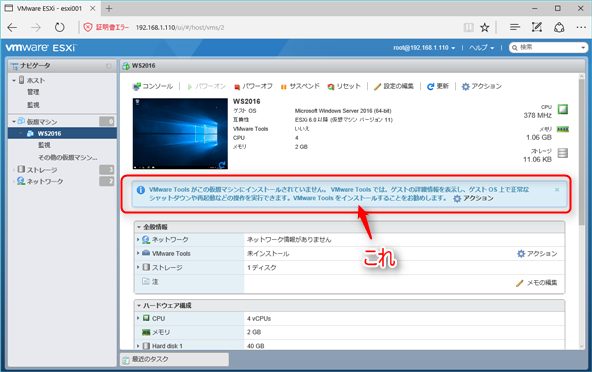 VMware ESXi - esxi001
証明書エラー 192.168.1.110/ui/#/host/vms/2
vmware ESXi
root@192.168.1.110 ヘルプ 検索
ナビゲータ
ホスト
管理
監視
仮想マシン 0
WS2016
監視
その他の仮想マシン...
ストレージ 3
ネットワーク 2
WS2016
コンソール パワーオン パワーオフ サスペンド リセット 設定の編集 更新 アクション
WS2016
ゲスト OS Microsoft Windows Server 2016 (64-bit)
互換性 ESXi 6.0 以降 (仮想マシン バージョン 11)
VMware Tools いいえ
CPU 4
メモリ 2 GB
CPU
378 MHz
メモリ
1.06 GB
ストレージ
11.06 KB
VMware Tools がこの仮想マシンにインストールされていません。VMware Tools では、ゲストの詳細情報を表示し、ゲスト OS 上で正常な
シャットダウンや再起動などの操作を実行できます。VMware Tools をインストールすることをお勧めします。 アクション
これ
全般情報
ネットワーク ネットワーク情報がありません
VMware Tools 未インストール アクション
ストレージ 1 ディスク
注 メモの編集
ハードウェア構成
CPU 4 vCPUs
メモリ 2 GB
Hard disk 1 40 GB
最近のタスク